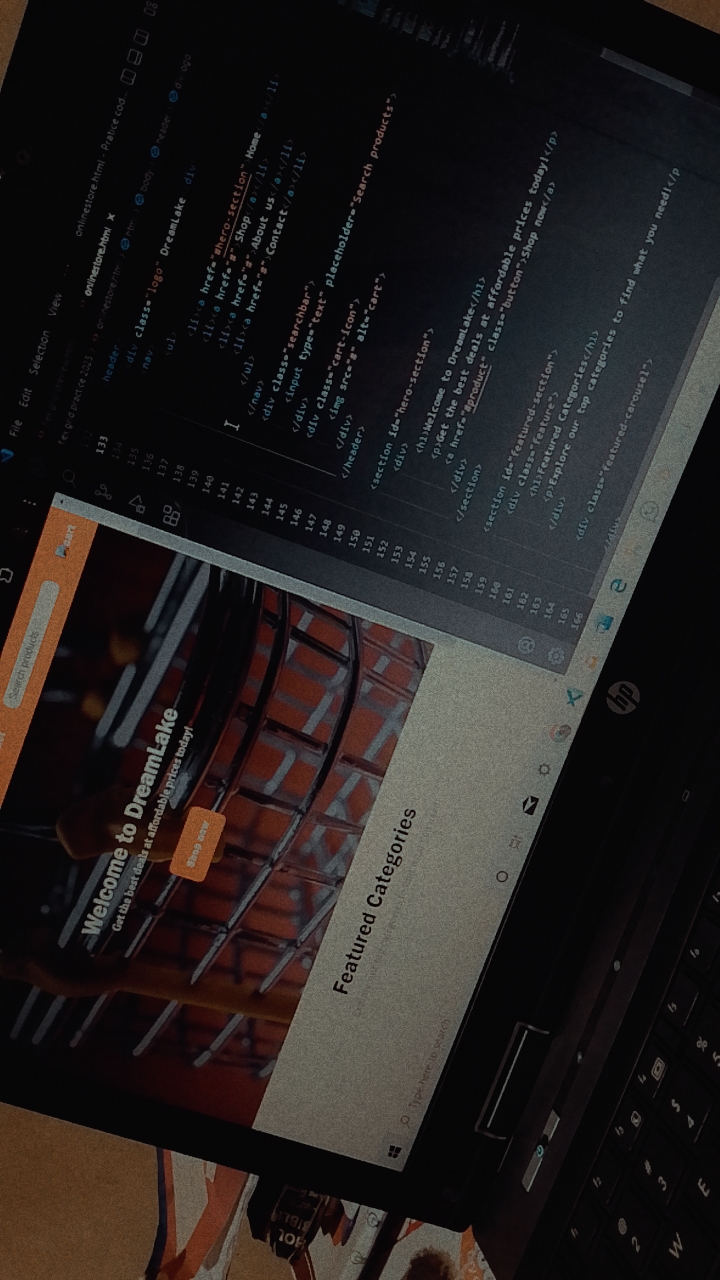 File Edit Selection View ...
onlinestore.html - Pratice cod...
onlinestore.html X
header
133 div class="logo" DreamLake div
nav
135
136 ul
137 <li><a href="#hero-section" Home a></li>
138 <li><a href="#" Shop </a></li>
139 <li><a href="#" About us</a></li>
140 <li><a href="#" Contact</a></li>
141 </ul>
142 </nav>
143 <div class="searchbar">
144 <input type="text" placeholder="Search products">
145 </div>
146 <div class="cart-icon">
147 <img src="#" alt="cart">
149 </div>
150 </header>
151
152 <section id="hero-section">
153 <div>
154 <h1>Welcome to DreamLake</h1>
155 <p>Get the best deals at affordable prices today!</p>
156 <a href="#product" class="button">Shop now</a>
157 </div>
158 </section>
159
160 <section id="featured-section">
161 <div class="feature">
162 <h1>Featured Categories</h1>
163 <p>Explore our top categories to find what you need!</p
164 </div>
165 <div class="featured-carousel">
166 </div>
Search products
Welcome to DreamLake
Get the best deals at affordable prices today!
Shop now
Featured Categories
Type here to search
hp